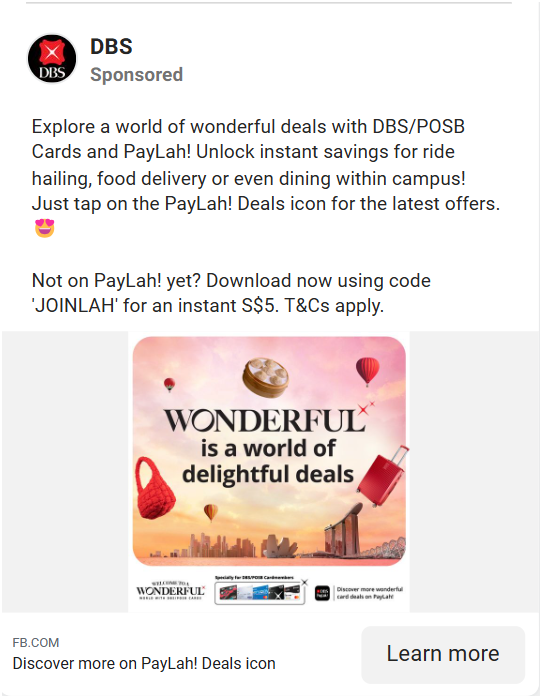 DBS
Sponsored
DBS
Explore a world of wonderful deals with DBS/POSB
Cards and PayLah! Unlock instant savings for ride
hailing, food delivery or even dining within campus!
Just tap on the PayLah! Deals icon for the latest offers.
😍
Not on PayLah! yet? Download now using code
'JOINLAH' for an instant S$5. T&Cs apply.
WONDERFUL
is a world of
delightful deals
WELCOME TO A
WONDERFUL
WORLD WITH DBS/POSB CARDS
Specially for DBS/POSB Cardmembers
DBS
PayLah!
Discover more wonderful
card deals on PayLah!
FB.COM
Discover more on PayLah! Deals icon
Learn more